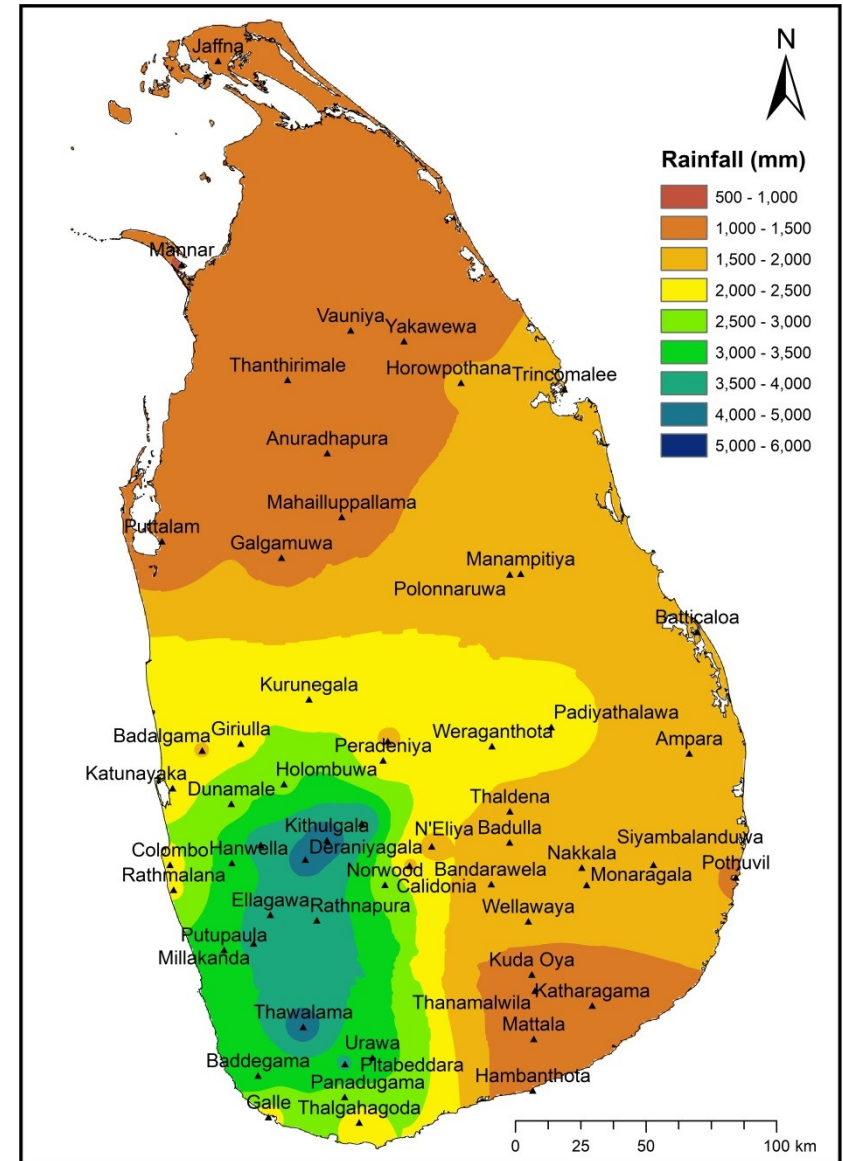 Jaffna
N
Rainfall (mm)
500 - 1,000
1,000 - 1,500
1,500 - 2,000
2,000 - 2,500
2,500 - 3,000
3,000 - 3,500
3,500 - 4,000
4,000 - 5,000
5,000 - 6,000
Mannar
Vauniya
Yakawewa
Thanthirimale
Horowpothana
Trincomalee
Anuradhapura
Mahailluppallama
Puttalam
Galgamuwa
Manampitiya
Polonnaruwa
Batticaloa
Kurunegala
Padiyathalawa
Badalgama
Giriulla
Weraganthota
Peradeniya
Ampara
Katunayaka
Holombuwa
Dunamale
Thaldena
Kithulgala
N'Eliya
Badulla
Colombo
Hanwella
Deraniyagala
Siyambalanduwa
Nakkala
Pothuvil
Rathmalana
Norwood
Bandarawela
Monaragala
Calidonia
Ellagawa
Rathnapura
Wellawaya
Putupaula
Millakanda
Kuda Oya
Thanamalwila
Katharagama
Thawalama
Mattala
Urawa
Baddegama
Pitabeddara
Hambanthota
Panadugama
Galle
Thalgahagoda
0 25 50 100 km